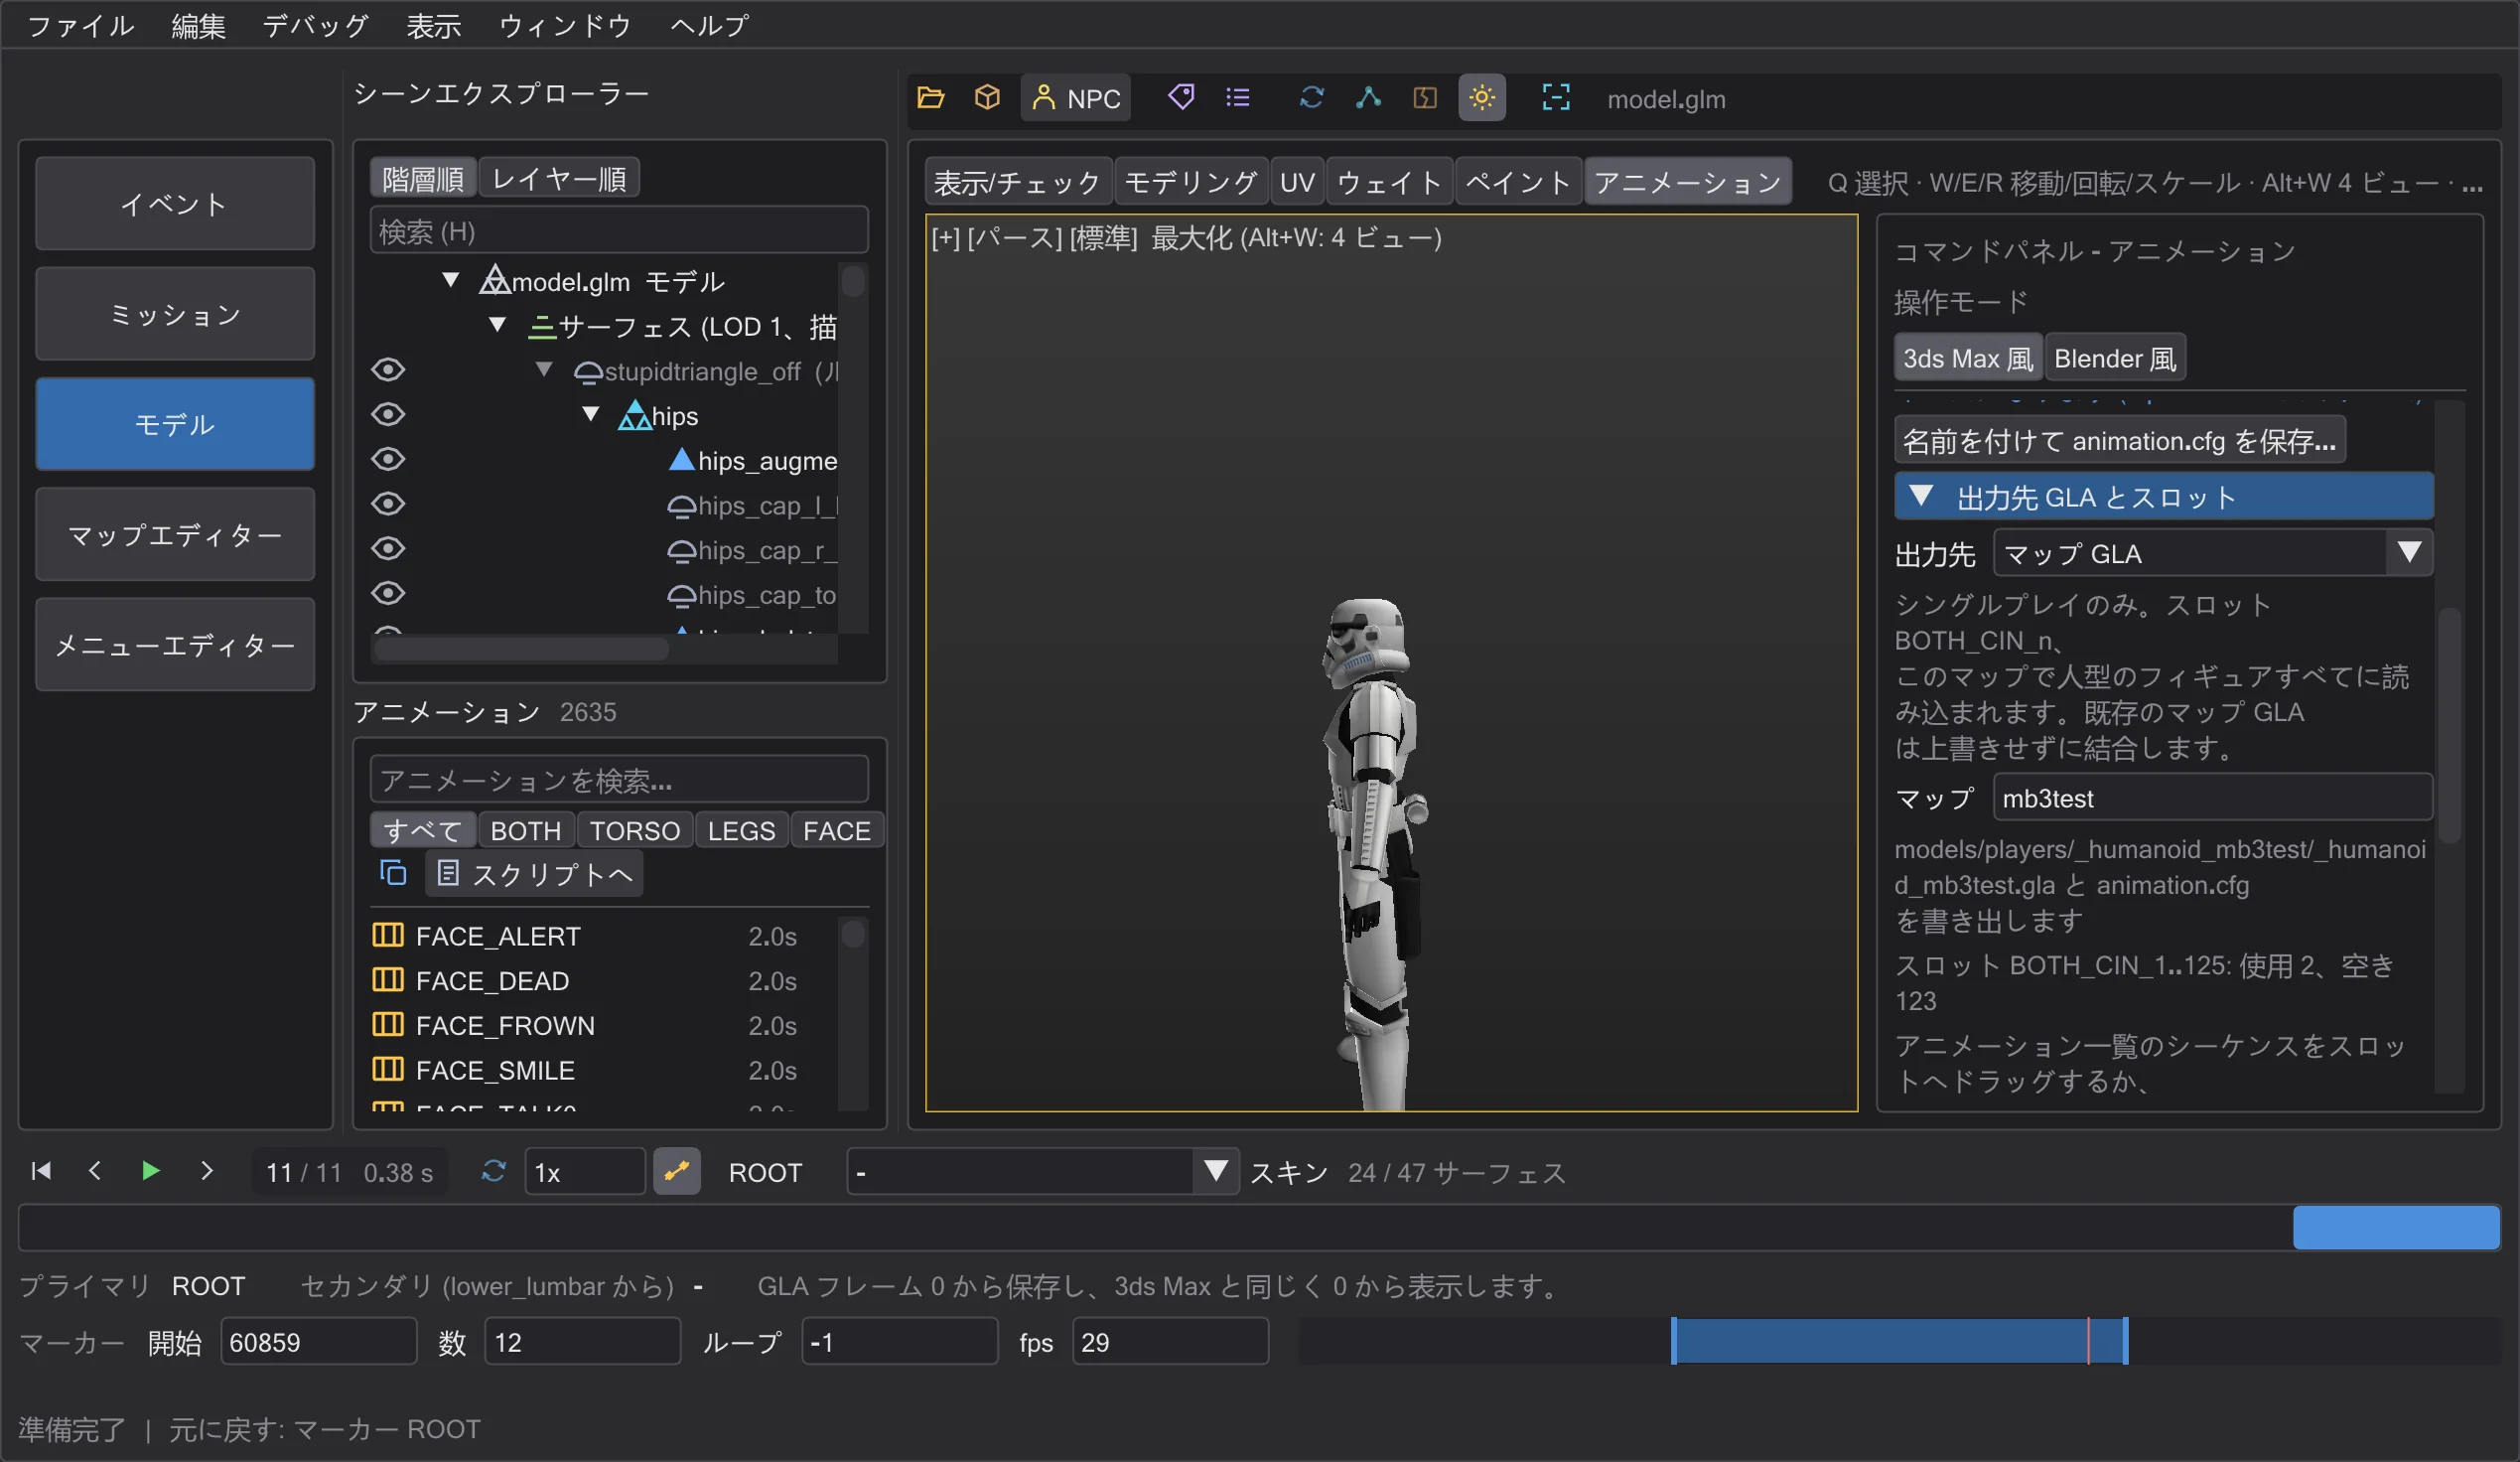 ファイル 編集 デバッグ 表示 ウィンドウ ヘルプ
シーンエクスプローラー
NPC
model.glm
イベント
ミッション
モデル
マップエディター
メニューエディター
階層順 レイヤー順
検索 (H)
model.glm モデル
サーフェス (LOD 1、描
stupidtriangle_off
hips
hips_augme
hips_cap_l_
hips_cap_r_
hips_cap_to
アニメーション 2635
アニメーションを検索...
すべて BOTH TORSO LEGS FACE
スクリプトへ
FACE_ALERT 2.0s
FACE_DEAD 2.0s
FACE_FROWN 2.0s
FACE_SMILE 2.0s
表示/チェック モデリング UV ウェイト ペイント アニメーション Q 選択 · W/E/R 移動/回転/スケール · Alt+W 4 ビュー · ...
[+] [パース] [標準] 最大化 (Alt+W: 4 ビュー)
コマンドパネル - アニメーション
操作モード
3ds Max 風 Blender 風
名前を付けて animation.cfg を保存...
出力先 GLA とスロット
出力先 マップ GLA
シングルプレイのみ。スロット
BOTH_CIN_n、
このマップで人型のフィギュアすべてに読
み込まれます。既存のマップ GLA
は上書きせずに結合します。
マップ mb3test
models/players/_humanoid_mb3test/_humanoi
d_mb3test.gla と animation.cfg
を書き出します
スロット BOTH_CIN_1..125: 使用 2、空き
123
アニメーション一覧のシーケンスをスロッ
トへドラッグするか、
11 / 11 0.38 s 1x ROOT - スキン 24 / 47 サーフェス
プライマリ ROOT セカンダリ (lower_lumbar から) - GLA フレーム 0 から保存し、3ds Max と同じく 0 から表示します。
マーカー 開始 60859 数 12 ループ -1 fps 29
準備完了 | 元に戻す: マーカー ROOT